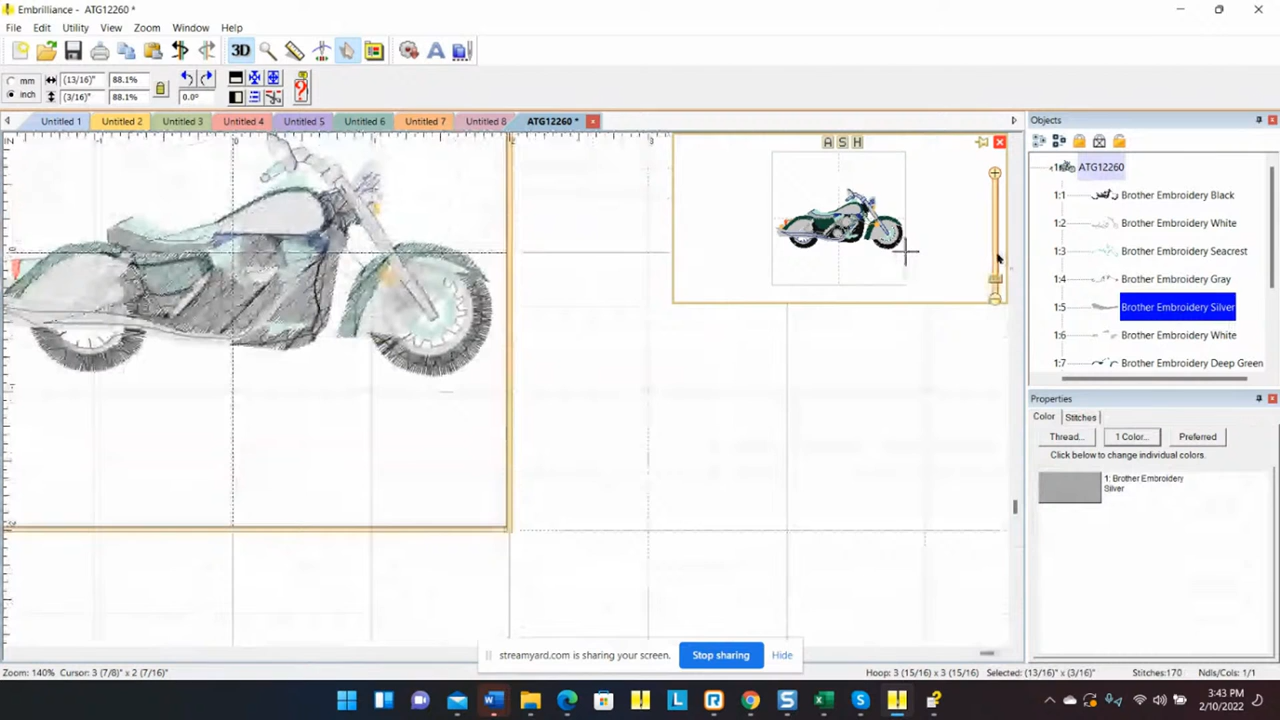 Embrilliance - ATG12260 *
File Edit Utility View Zoom Window Help
3D
mm (13/16)" 88.1%
inch (3/16)" 88.1% 0.0°
Untitled 1 Untitled 2 Untitled 3 Untitled 4 Untitled 5 Untitled 6 Untitled 7 Untitled 8 ATG12260 *
A S H
Objects
ATG12260
1:1 Brother Embroidery Black
1:2 Brother Embroidery White
1:3 Brother Embroidery Seacrest
1:4 Brother Embroidery Gray
1:5 Brother Embroidery Silver
1:6 Brother Embroidery White
1:7 Brother Embroidery Deep Green
Properties
Color Stitches
Thread... 1 Color... Preferred
Click below to change individual colors.
1: Brother Embroidery
Silver
streamyard.com is sharing your screen. Stop sharing Hide
Zoom: 140% Cursor: 3 (7/8)" x 2 (7/16)" Hoop: 3 (15/16) x 3 (15/16) Selected: (13/16)" x (3/16)" Stitches:170 Ndls/Cols: 1/1
3:43 PM
2/10/2022